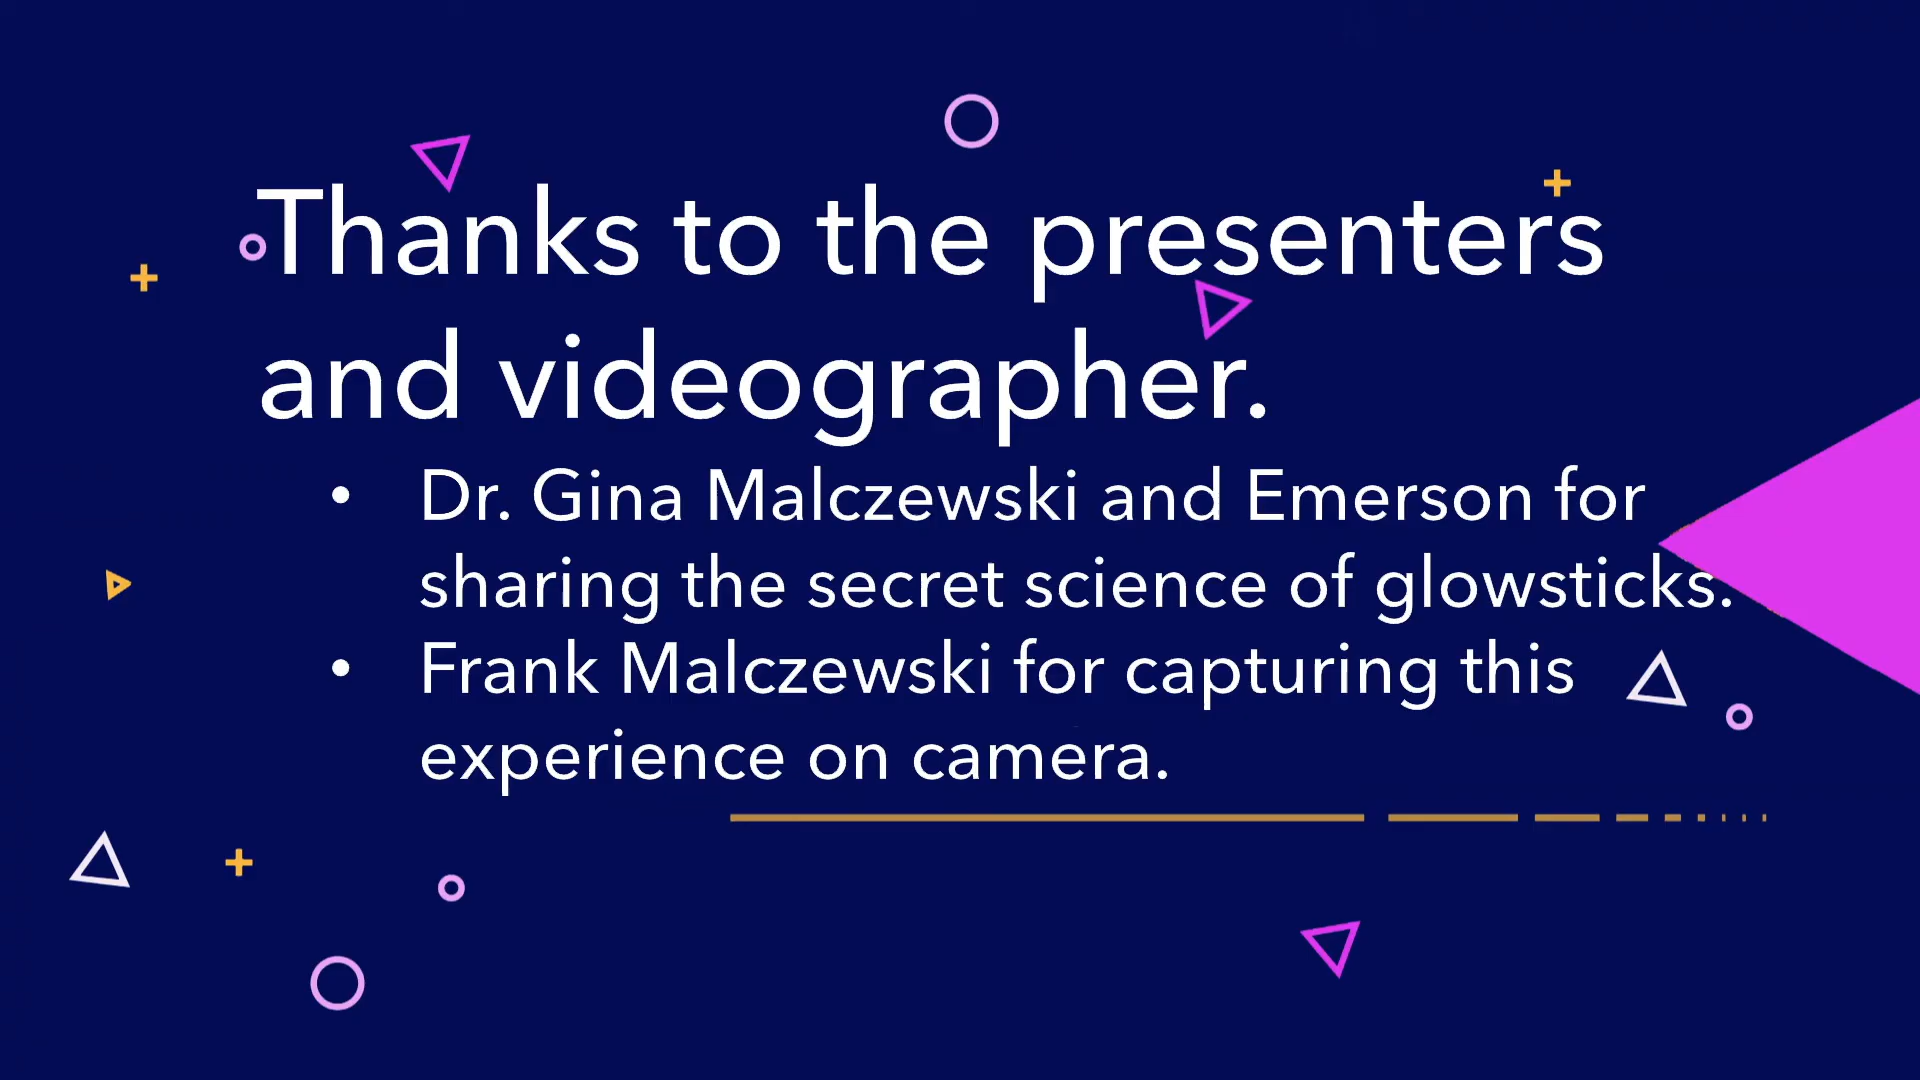 Thanks to the presenters
and videographer.
• Dr. Gina Malczewski and Emerson for
sharing the secret science of glowsticks.
• Frank Malczewski for capturing this
experience on camera.